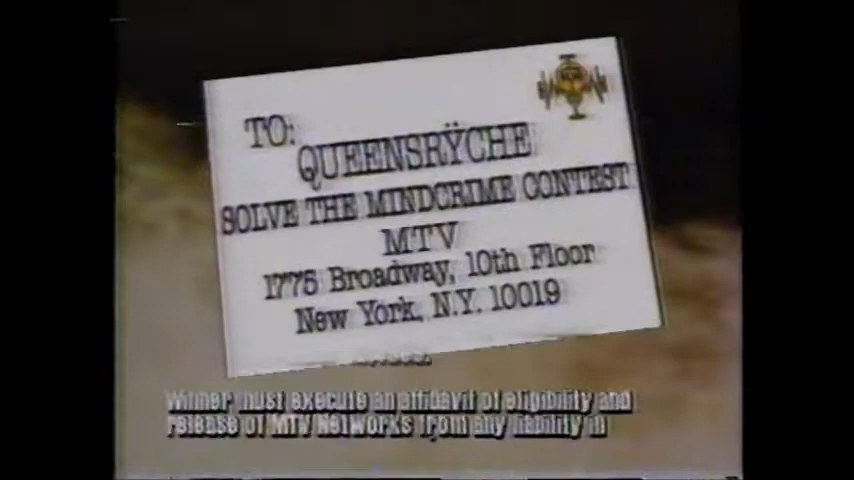 TO:
QUEENSRŸCHE
SOLVE THE MINDCRIME CONTEST
MTV
1775 Broadway, 10th Floor
New York, N.Y. 10019
Winner must execute an affidavit of eligibility and
release of MTV Networks from any liability in